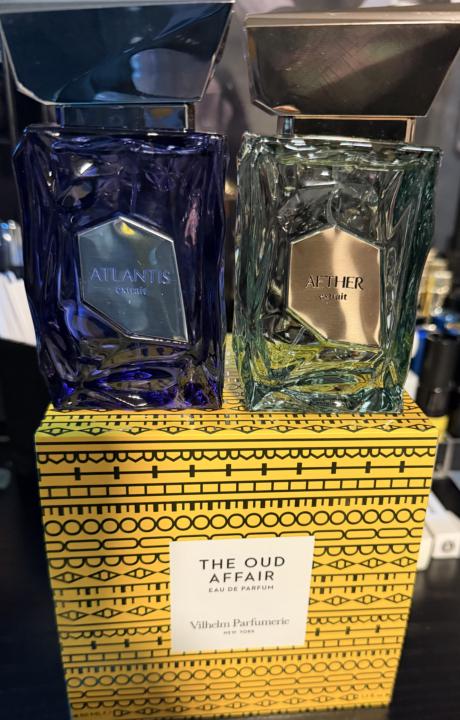 ATLANTIS
extrait
AETHER
extrait
THE OUD
AFFAIR
EAU DE PARFUM
Vilhelm Parfumerie
NEW YORK